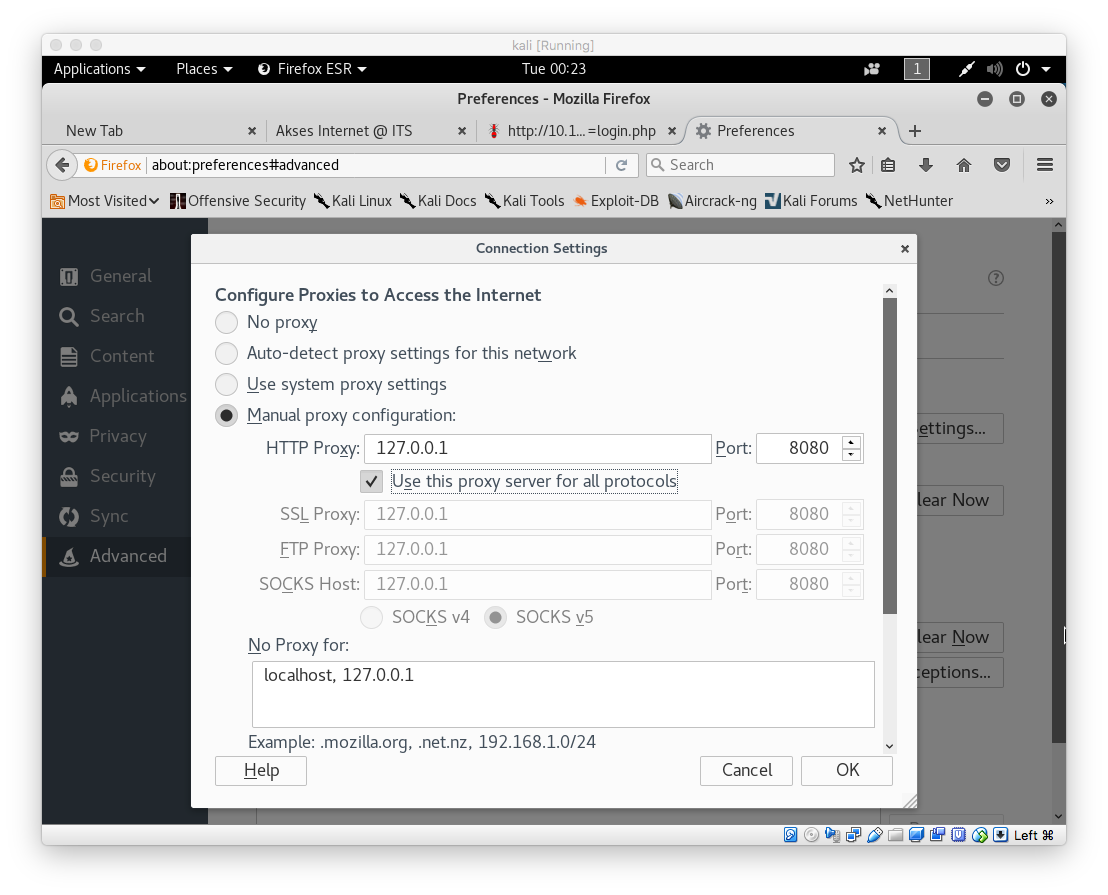 kali [Running]
Applications Places Firefox ESR Tue 00:23 1
Preferences - Mozilla Firefox
New Tab Akses Internet @ ITS http://10.1...=login.php Preferences
Firefox about:preferences#advanced Search
Most Visited Offensive Security Kali Linux Kali Docs Kali Tools Exploit-DB Aircrack-ng Kali Forums NetHunter »
Connection Settings
General
Search
Content
Applications
Privacy
Security
Sync
Advanced
Configure Proxies to Access the Internet
No proxy
Auto-detect proxy settings for this network
Use system proxy settings
Manual proxy configuration:
HTTP Proxy: 127.0.0.1 Port: 8080
Use this proxy server for all protocols
SSL Proxy: 127.0.0.1 Port: 8080
FTP Proxy: 127.0.0.1 Port: 8080
SOCKS Host: 127.0.0.1 Port: 8080
SOCKS v4 SOCKS v5
No Proxy for:
localhost, 127.0.0.1
Example: .mozilla.org, .net.nz, 192.168.1.0/24
Help Cancel OK
?
ettings...
lear Now
lear Now
ceptions...
Left ⌘